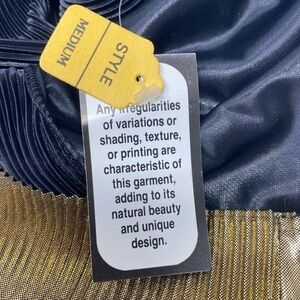 STYLE
MEDIUM
Any irregularities
of variations or
shading, texture,
or printing are
characteristic of
this garment,
adding to its
natural beauty
and unique
design.